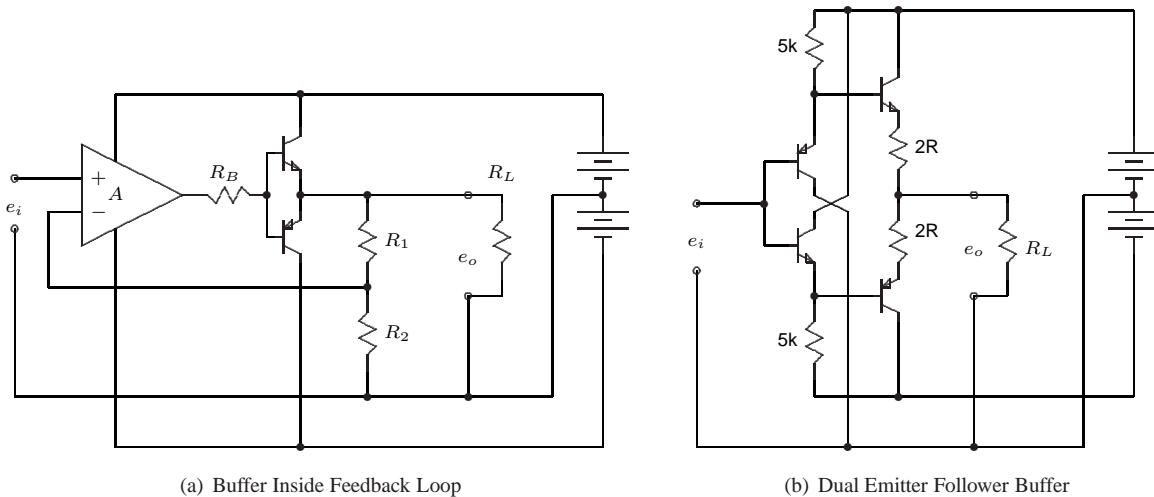 A
+
−
e_i
R_B
R_1
R_2
e_o
R_L
(a) Buffer Inside Feedback Loop
5k
2R
2R
e_i
e_o
R_L
5k
(b) Dual Emitter Follower Buffer